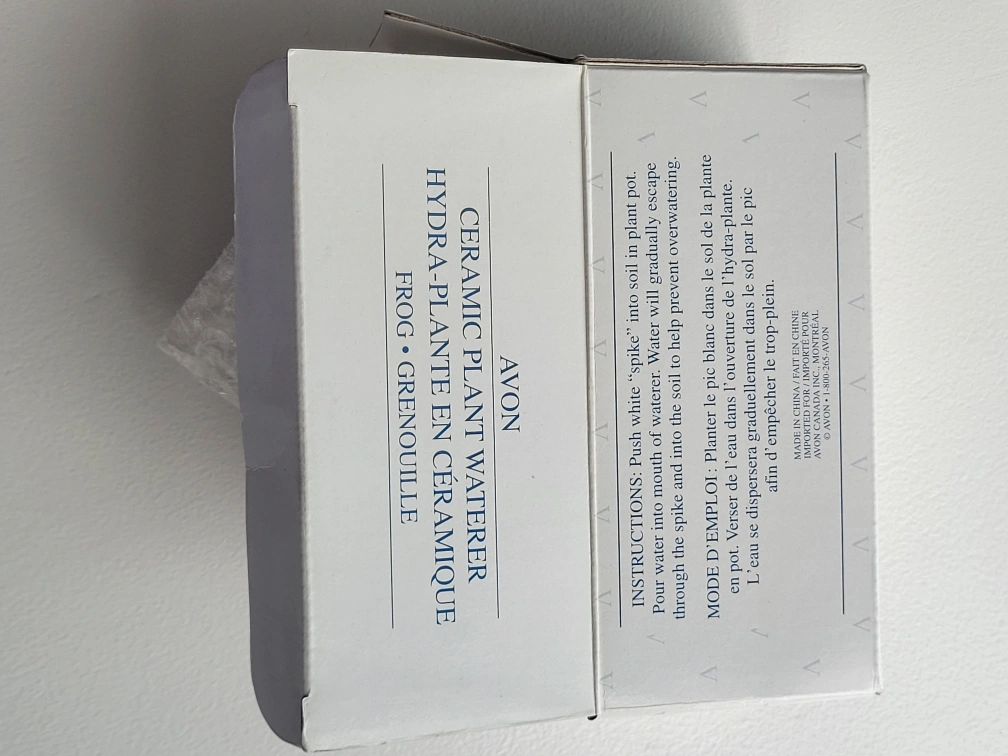 AVON
CERAMIC PLANT WATERER
HYDRA-PLANTE EN CÉRAMIQUE
FROG • GRENOUILLE
INSTRUCTIONS: Push white “spike” into soil in plant pot.
Pour water into mouth of waterer. Water will gradually escape
through the spike and into the soil to help prevent overwatering.
MODE D’EMPLOI : Planter le pic blanc dans le sol de la plante
en pot. Verser de l’eau dans l’ouverture de l’hydra-plante.
L’eau se dispersera graduellement dans le sol par le pic
afin d’empêcher le trop-plein.
MADE IN CHINA / FAIT EN CHINE
IMPORTED FOR / IMPORTÉ POUR
AVON CANADA INC., MONTRÉAL
© AVON • 1-800-265-AVON